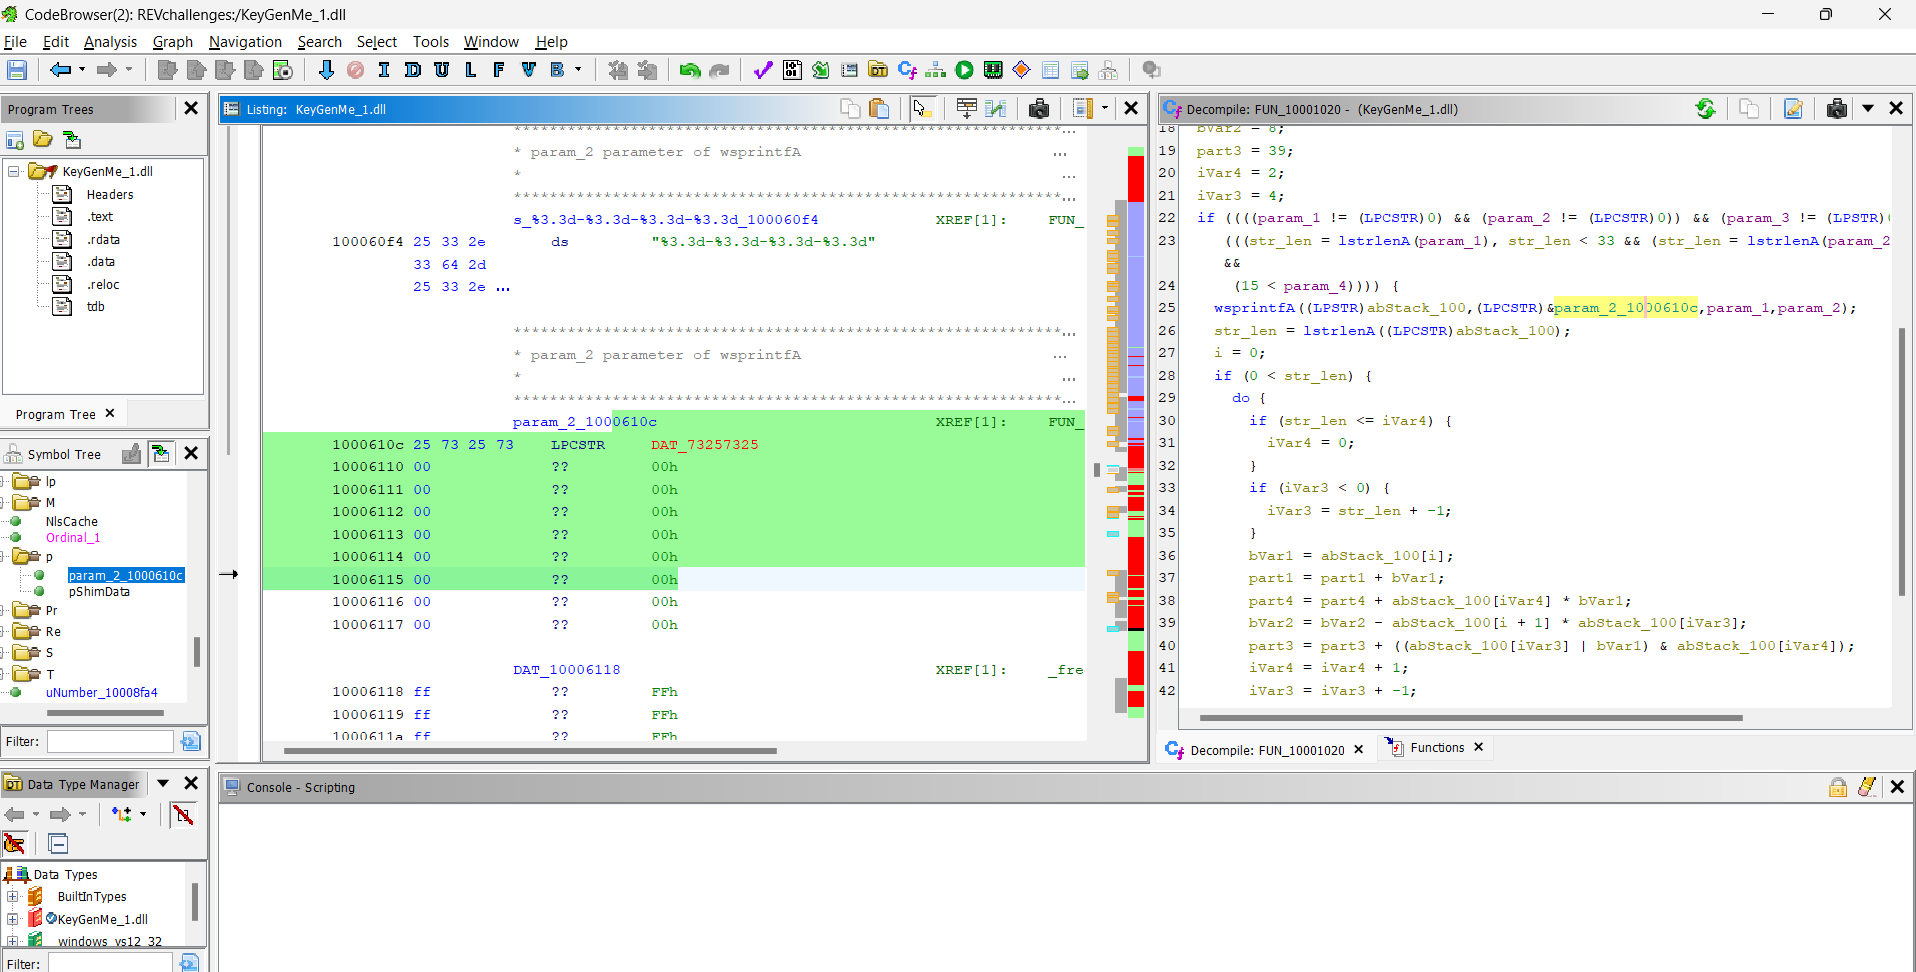 CodeBrowser(2): REVchallenges:/KeyGenMe_1.dll
File Edit Analysis Graph Navigation Search Select Tools Window Help
I D U L F V B
Program Trees
KeyGenMe_1.dll
Headers
.text
.rdata
.data
.reloc
tdb
Program Tree
Symbol Tree
lp
M
NlsCache
Ordinal_1
p
param_2_1000610c
pShimData
Pr
Re
S
T
uNumber_10008fa4
Filter:
Data Type Manager
Data Types
BuiltInTypes
KeyGenMe_1.dll
windows_vs12_32
Filter:
Listing: KeyGenMe_1.dll
* param_2 parameter of wsprintfA ...
* ...
*************************************************************...
s_%3.3d-%3.3d-%3.3d-%3.3d_100060f4 XREF[1]: FUN_
100060f4 25 33 2e ds "%3.3d-%3.3d-%3.3d-%3.3d"
33 64 2d
25 33 2e ...
*************************************************************...
* param_2 parameter of wsprintfA ...
* ...
*************************************************************...
param_2_1000610c XREF[1]: FUN_
1000610c 25 73 25 73 LPCSTR DAT_73257325
10006110 00 ?? 00h
10006111 00 ?? 00h
10006112 00 ?? 00h
10006113 00 ?? 00h
10006114 00 ?? 00h
10006115 00 ?? 00h
10006116 00 ?? 00h
10006117 00 ?? 00h
DAT_10006118 XREF[1]: _fre
10006118 ff ?? FFh
10006119 ff ?? FFh
1000611a ff ?? FFh
Decompile: FUN_10001020 - (KeyGenMe_1.dll)
18 bVar2 = 8;
19 part3 = 39;
20 iVar4 = 2;
21 iVar3 = 4;
22 if ((((param_1 != (LPCSTR)0) && (param_2 != (LPCSTR)0)) && (param_3 != (LPSTR)
23 (((str_len = lstrlenA(param_1), str_len < 33 && (str_len = lstrlenA(param_2
&&
24 (15 < param_4)))) {
25 wsprintfA((LPSTR)abStack_100,(LPCSTR)&param_2_1000610c,param_1,param_2);
26 str_len = lstrlenA((LPCSTR)abStack_100);
27 i = 0;
28 if (0 < str_len) {
29 do {
30 if (str_len <= iVar4) {
31 iVar4 = 0;
32 }
33 if (iVar3 < 0) {
34 iVar3 = str_len + -1;
35 }
36 bVar1 = abStack_100[i];
37 part1 = part1 + bVar1;
38 part4 = part4 + abStack_100[iVar4] * bVar1;
39 bVar2 = bVar2 - abStack_100[i + 1] * abStack_100[iVar3];
40 part3 = part3 + ((abStack_100[iVar3] | bVar1) & abStack_100[iVar4]);
41 iVar4 = iVar4 + 1;
42 iVar3 = iVar3 + -1;
Decompile: FUN_10001020
Functions
Console - Scripting